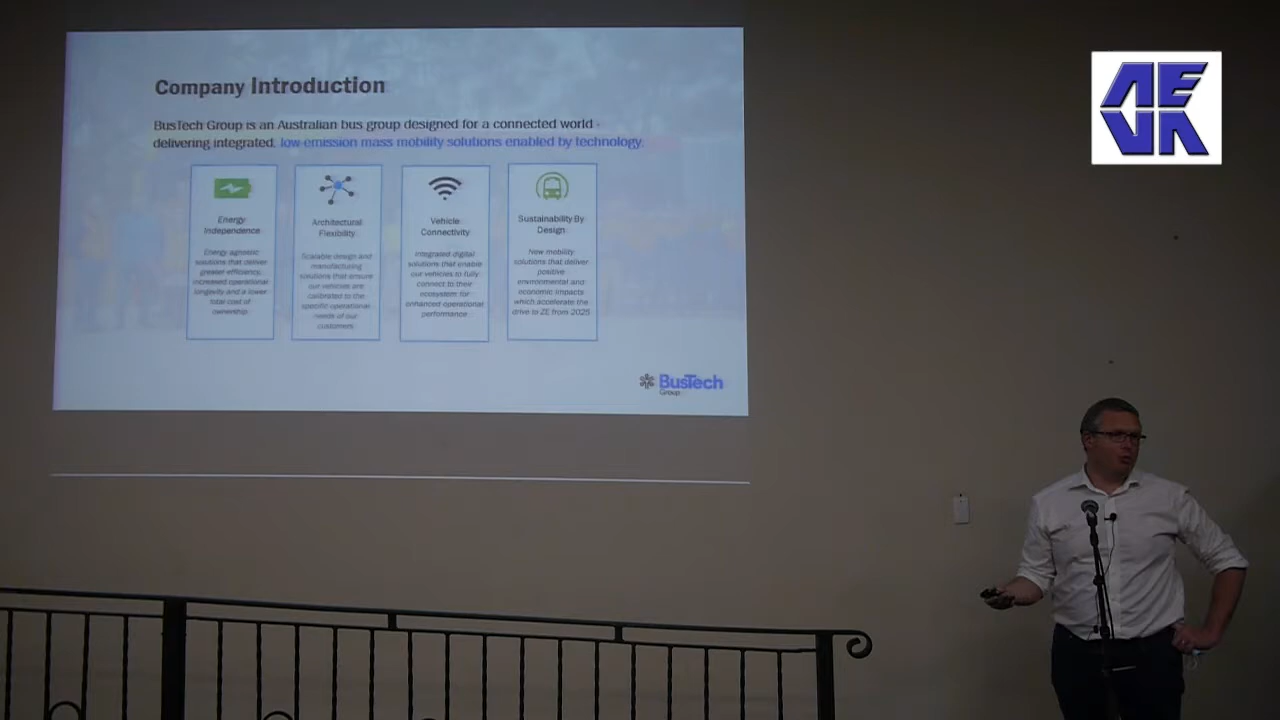 Company Introduction
BusTech Group is an Australian bus group designed for a connected world -
delivering integrated, low-emission mass mobility solutions enabled by technology.
Energy
Independence
Energy agnostic
solutions that deliver
greater efficiency,
increased operational
longevity and a lower
total cost of
ownership.
Architectural
Flexibility
Scalable design and
manufacturing
solutions that ensure
our vehicles are
calibrated to the
specific operational
needs of our
customers
Vehicle
Connectivity
Integrated digital
solutions that enable
our vehicles to fully
connect to their
ecosystem for
enhanced operational
performance.
Sustainability By
Design
New mobility
solutions that deliver
positive
environmental and
economic impacts
which accelerate the
drive to ZE from 2025
BusTech
Group
AEVA